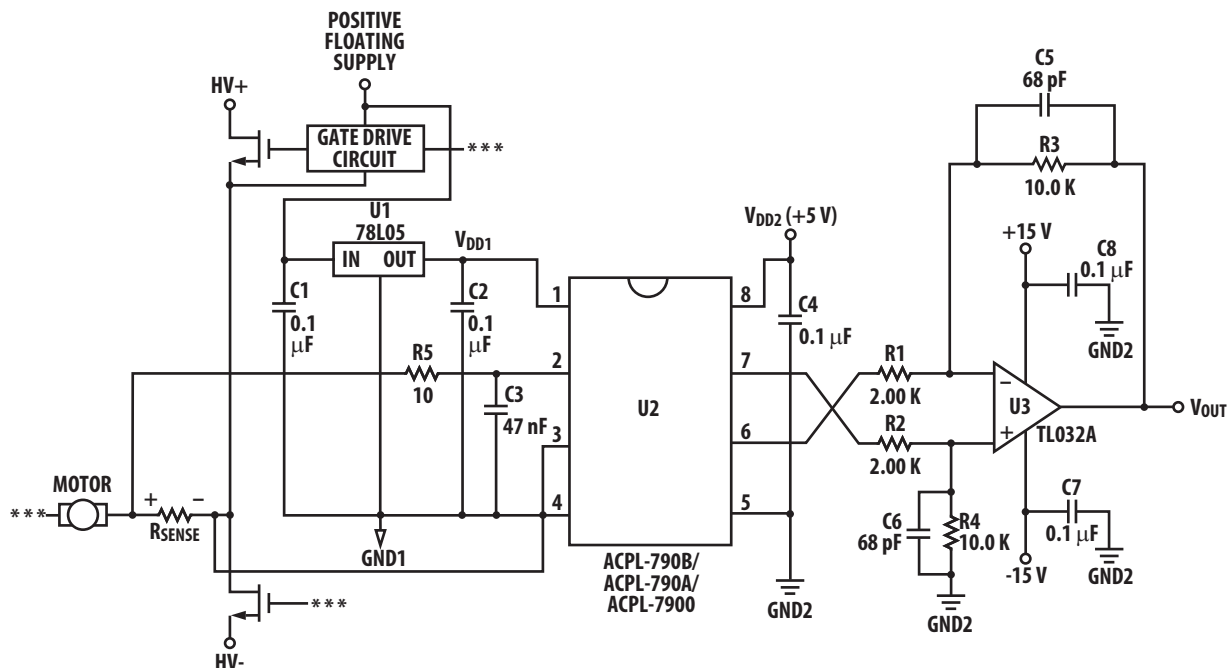 POSITIVE
FLOATING
SUPPLY
HV+
GATE DRIVE
CIRCUIT
***
U1
78L05
IN OUT
VDD1
C1
0.1
μF
C2
0.1
μF
R5
10
C3
47 nF
MOTOR
***
+ −
RSENSE
GND1
***
HV-
1
2
3
4
U2
8
7
6
5
ACPL-790B/
ACPL-790A/
ACPL-7900
VDD2 (+5 V)
C4
0.1 μF
GND2
R1
2.00 K
R2
2.00 K
C5
68 pF
R3
10.0 K
+15 V
C8
0.1 μF
GND2
−
+
U3
TL032A
VOUT
C6
68 pF
R4
10.0 K
GND2
C7
0.1 μF
GND2
-15 V